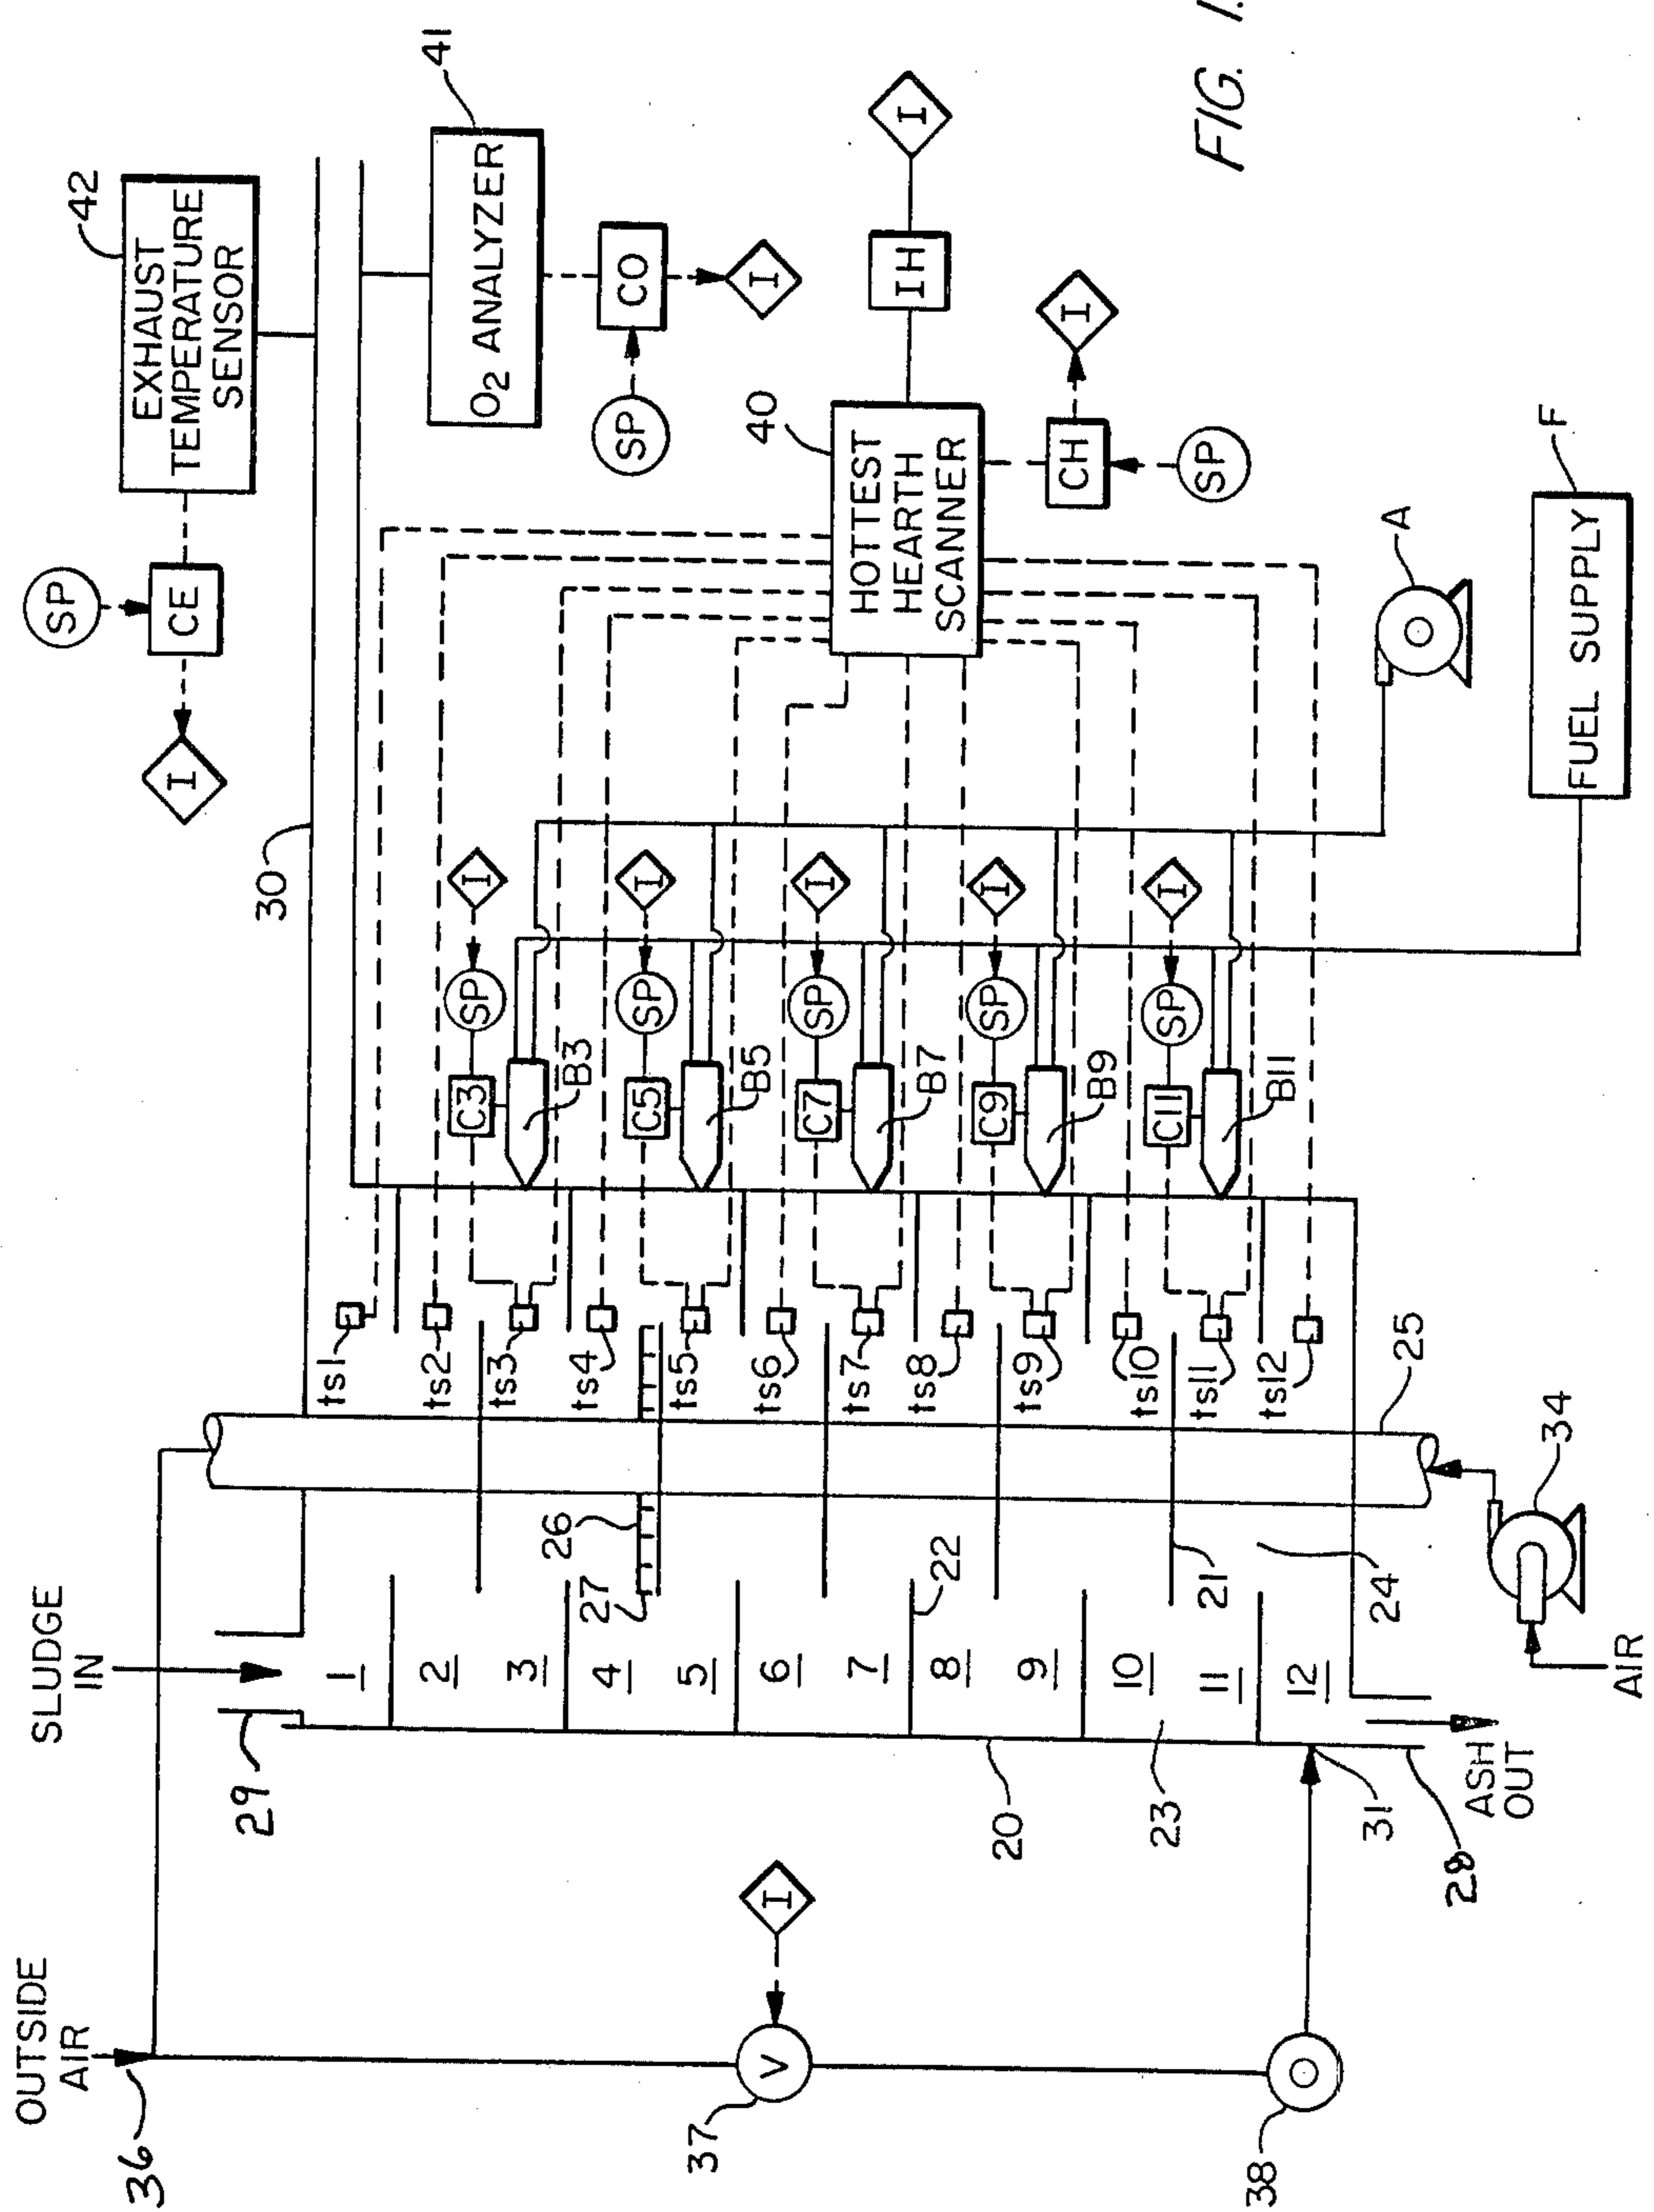 OUTSIDE
AIR
36
SLUDGE
IN
29
SP
CE
I
42
EXHAUST
TEMPERATURE
SENSOR
30
41
O2 ANALYZER
SP
CO
I
40
HOTTEST
HEARTH
SCANNER
IH
I
CH
I
SP
I
SP
C3
B3
I
SP
C5
B5
I
SP
C7
B7
I
SP
C9
B9
I
SP
C11
B11
ts1
ts2
ts3
ts4
ts5
ts6
ts7
ts8
ts9
ts10
ts11
ts12
1
2
3
4
5
6
7
8
9
10
11
12
26
27
22
21
24
25
23
20
31
28
ASH
OUT
34
AIR
I
V
37
38
A
F
FUEL SUPPLY
FIG. 1.